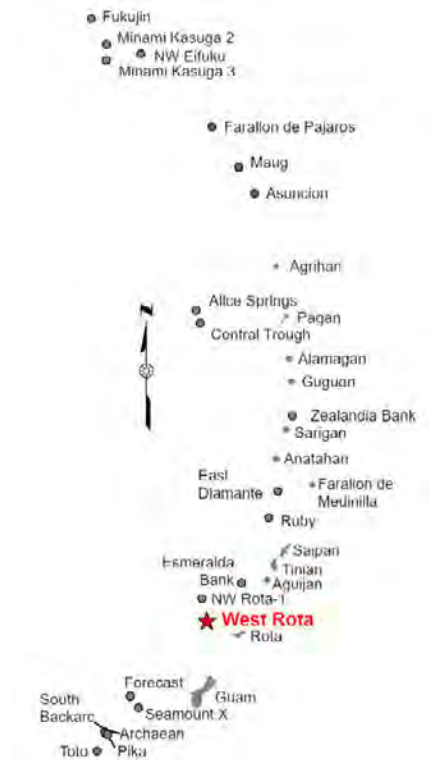 Fukujin
Minami Kasuga 2
NW Eifuku
Minami Kasuga 3
Farallon de Pajaros
Maug
Asuncion
Agrihan
Alice Springs
Pagan
Central Trough
Alamagan
Guguan
Zealandia Bank
Sarigan
Anatahan
East
Diamante
Farallon de
Medinilla
Ruby
Saipan
Esmeralda
Bank
Tinian
Aguijan
NW Rota-1
West Rota
Rota
Forecast
Guam
South
Backarc
Seamount X
Archaean
Toto
Pika
N